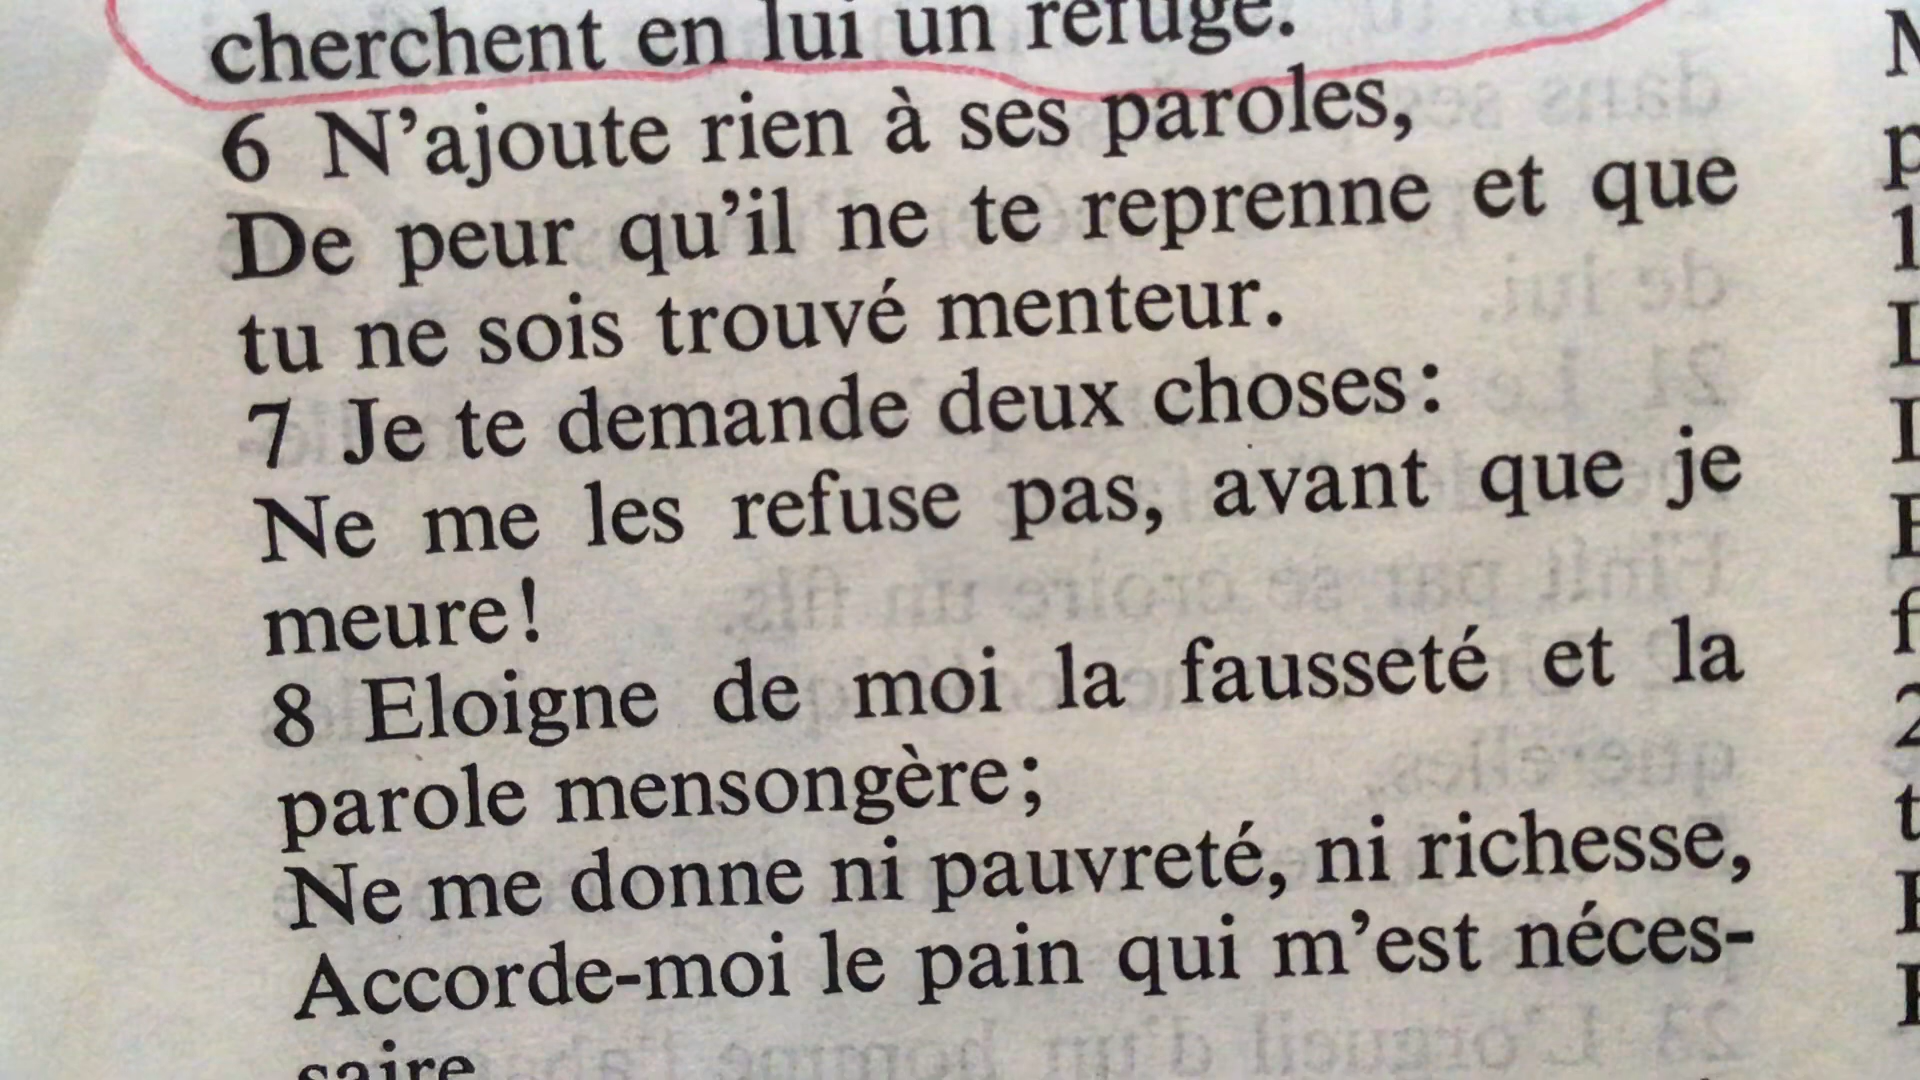 cherchent en lui un refuge.
6 N'ajoute rien à ses paroles,
De peur qu'il ne te reprenne et que
tu ne sois trouvé menteur.
7 Je te demande deux choses:
Ne me les refuse pas, avant que je
meure!
8 Eloigne de moi la fausseté et la
parole mensongère;
Ne me donne ni pauvreté, ni richesse,
Accorde-moi le pain qui m'est néces-
saire